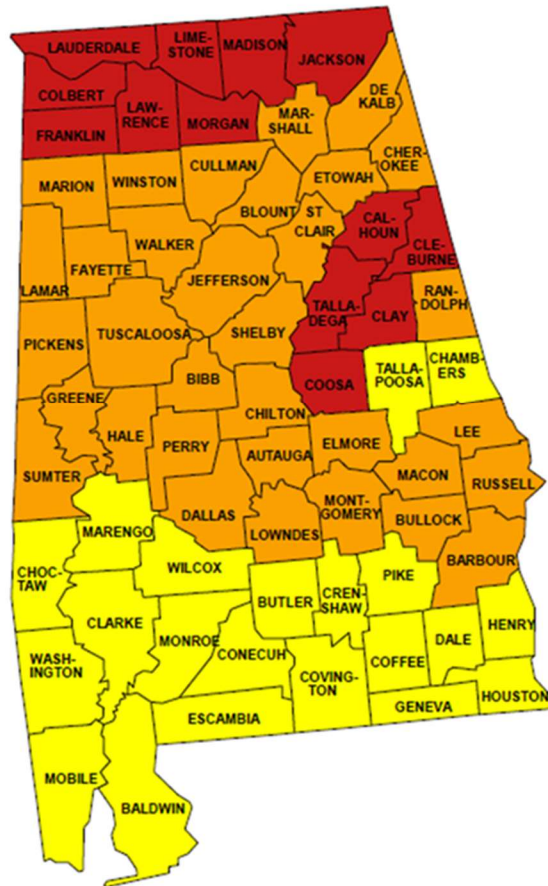 LAUDERDALE
LIME-
STONE
MADISON
JACKSON
COLBERT
LAW-
RENCE
FRANKLIN
MORGAN
MAR-
SHALL
DE
KALB
CHER-
OKEE
MARION
WINSTON
CULLMAN
ETOWAH
BLOUNT
ST
CLAIR
CAL-
HOUN
CLE-
BURNE
LAMAR
FAYETTE
WALKER
JEFFERSON
TALLA-
DEGA
CLAY
RAN-
DOLPH
PICKENS
TUSCALOOSA
SHELBY
BIBB
COOSA
TALLA-
POOSA
CHAMB-
ERS
GREENE
HALE
PERRY
CHILTON
AUTAUGA
ELMORE
LEE
SUMTER
MACON
RUSSELL
DALLAS
LOWNDES
MONT-
GOMERY
BULLOCK
BARBOUR
MARENGO
CHOC-
TAW
WILCOX
BUTLER
CREN-
SHAW
PIKE
CLARKE
MONROE
CONECUH
COVING-
TON
COFFEE
DALE
HENRY
WASH-
INGTON
ESCAMBIA
GENEVA
HOUSTON
MOBILE
BALDWIN